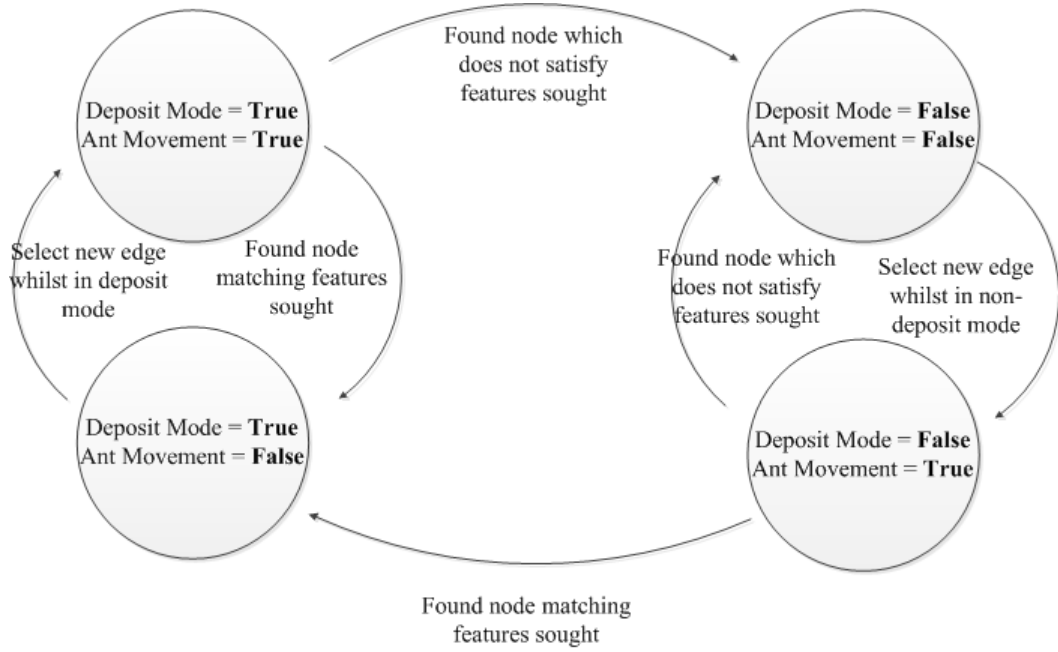 Found node which
does not satisfy
features sought
Deposit Mode = True
Ant Movement = True
Deposit Mode = False
Ant Movement = False
Select new edge
whilst in deposit
mode
Found node
matching features
sought
Found node which
does not satisfy
features sought
Select new edge
whilst in non-
deposit mode
Deposit Mode = True
Ant Movement = False
Deposit Mode = False
Ant Movement = True
Found node matching
features sought